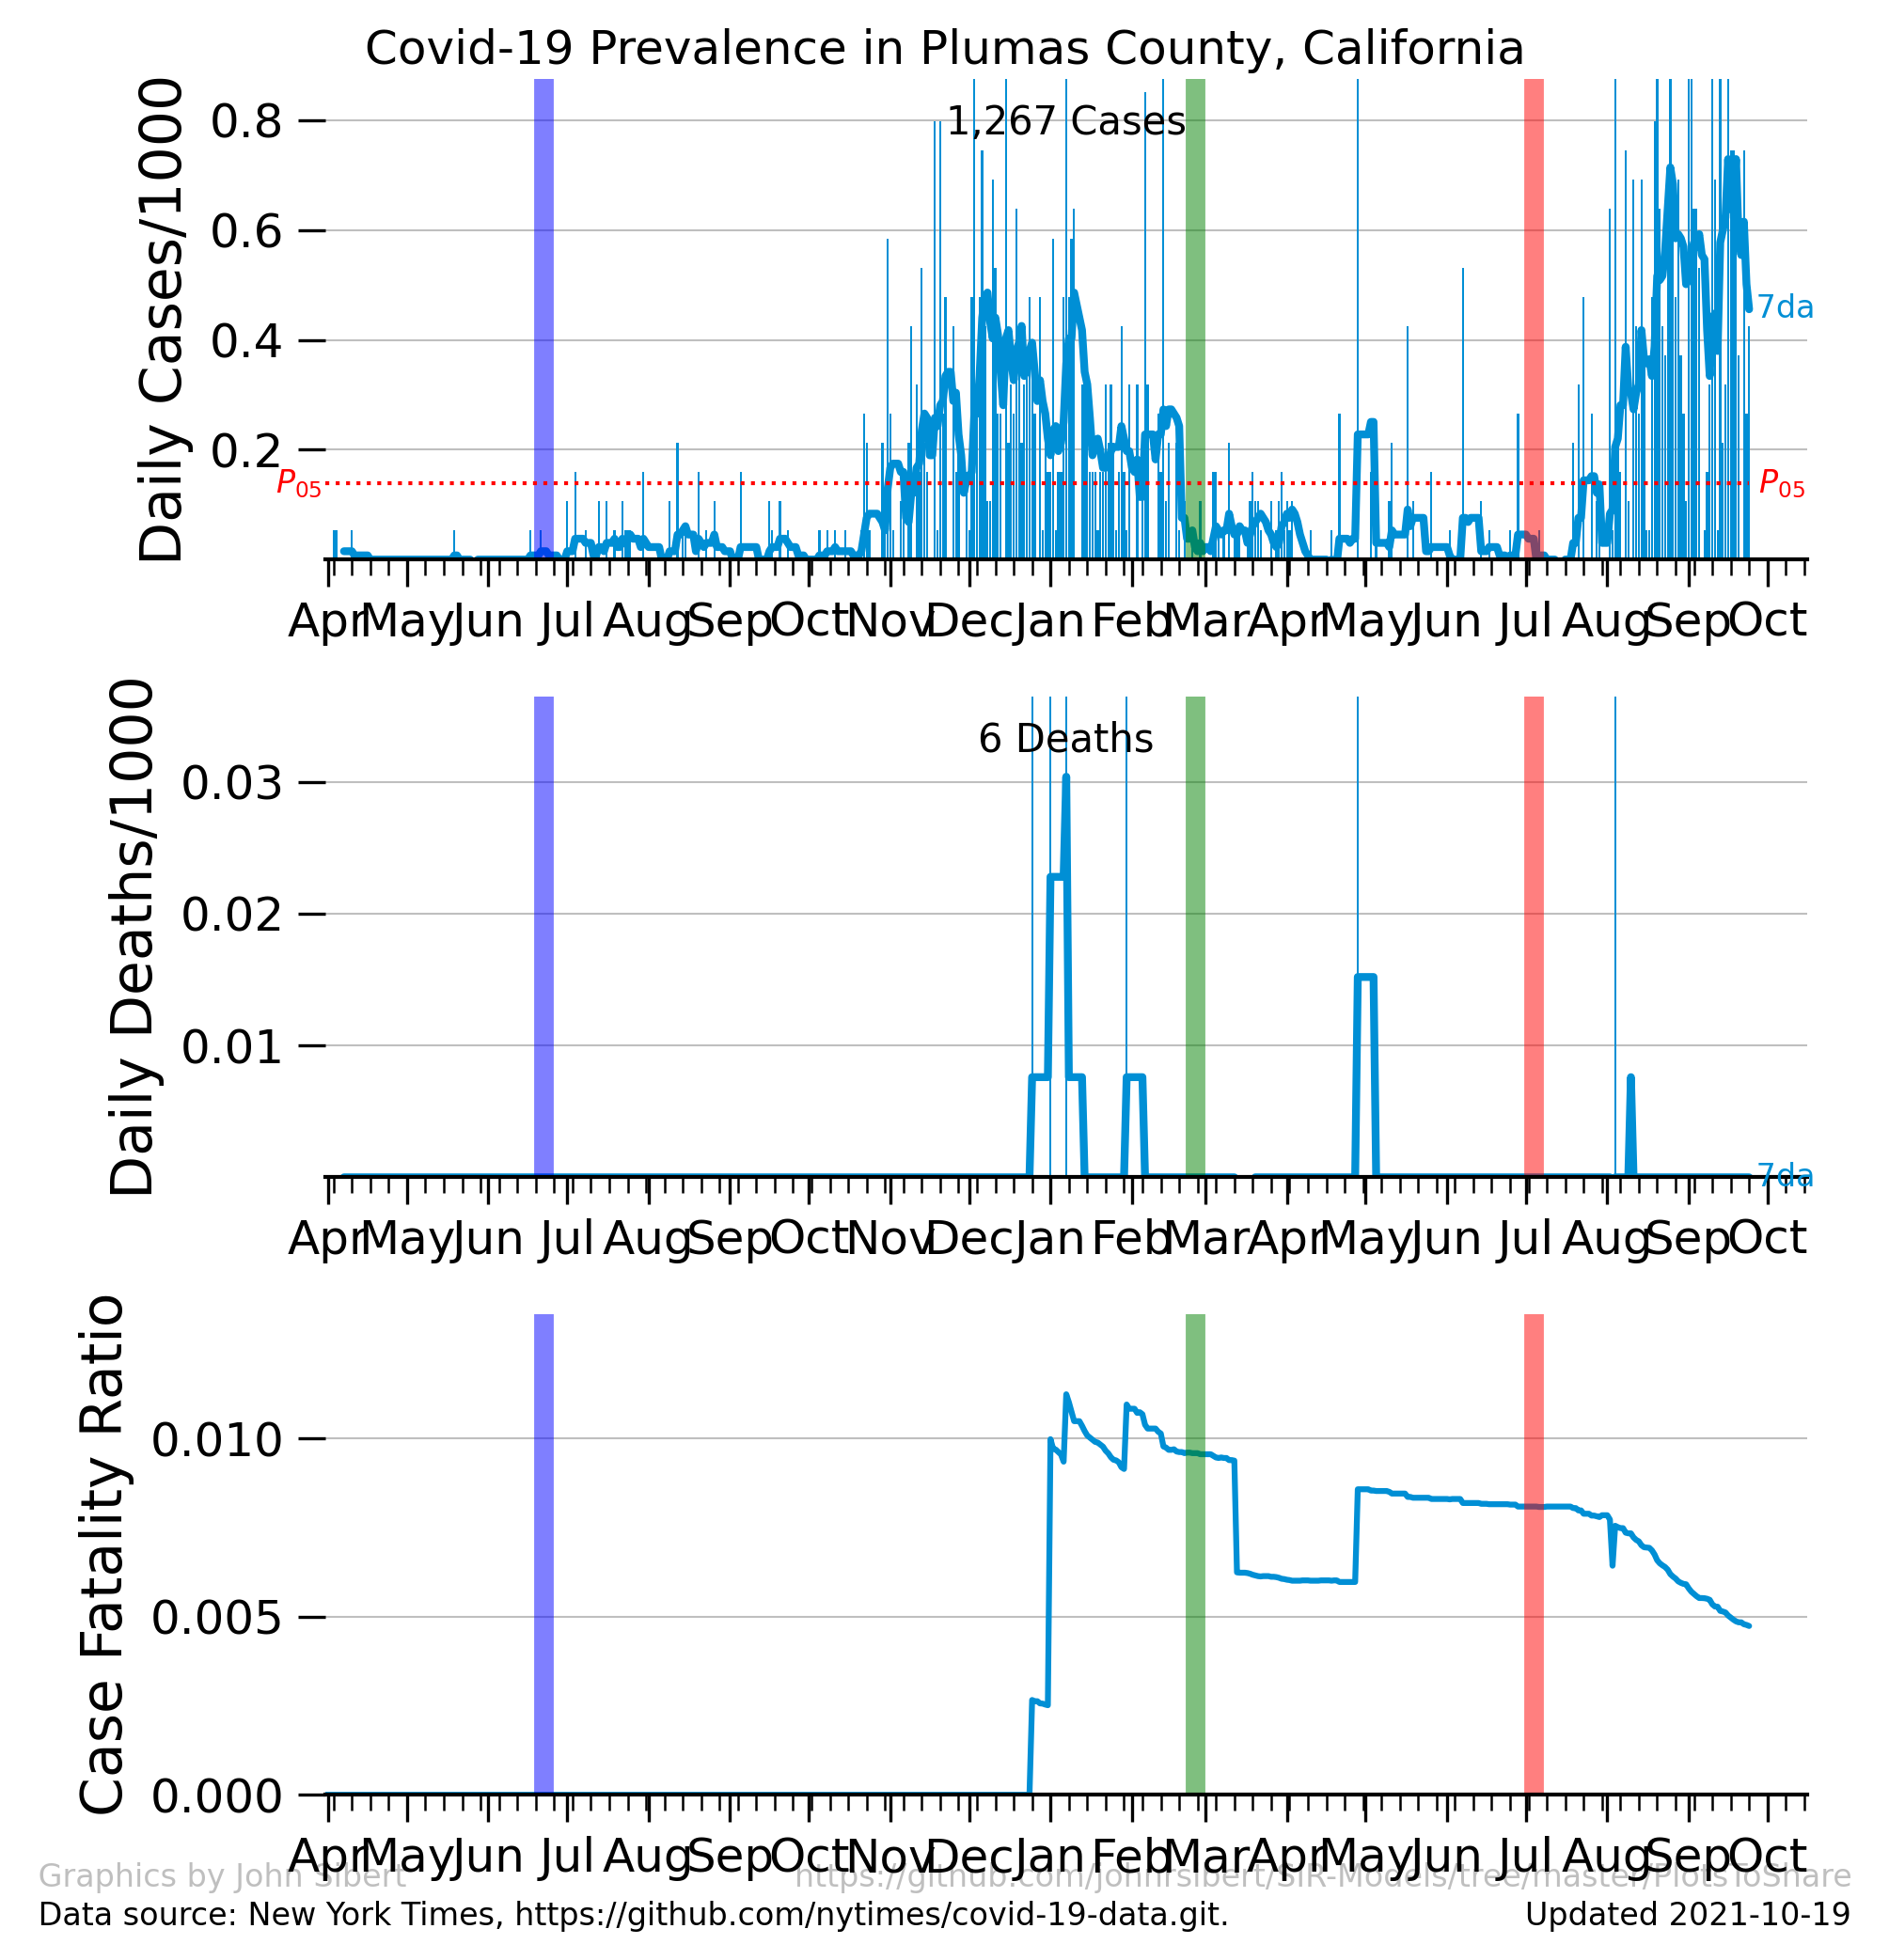 Covid-19 Prevalence in Plumas County, California
Daily Cases/1000
0.8
0.6
0.4
0.2
1,267 Cases
7da
P05
P05
Apr May Jun Jul Aug Sep Oct Nov Dec Jan Feb Mar Apr May Jun Jul Aug Sep Oct
Daily Deaths/1000
0.03
0.02
0.01
6 Deaths
7da
Apr May Jun Jul Aug Sep Oct Nov Dec Jan Feb Mar Apr May Jun Jul Aug Sep Oct
Case Fatality Ratio
0.010
0.005
0.000
Apr May Jun Jul Aug Sep Oct Nov Dec Jan Feb Mar Apr May Jun Jul Aug Sep Oct
Graphics by John Sibert
https://github.com/johnrsibert/SIR-Models/tree/master/PlotsToShare
Data source: New York Times, https://github.com/nytimes/covid-19-data.git.
Updated 2021-10-19